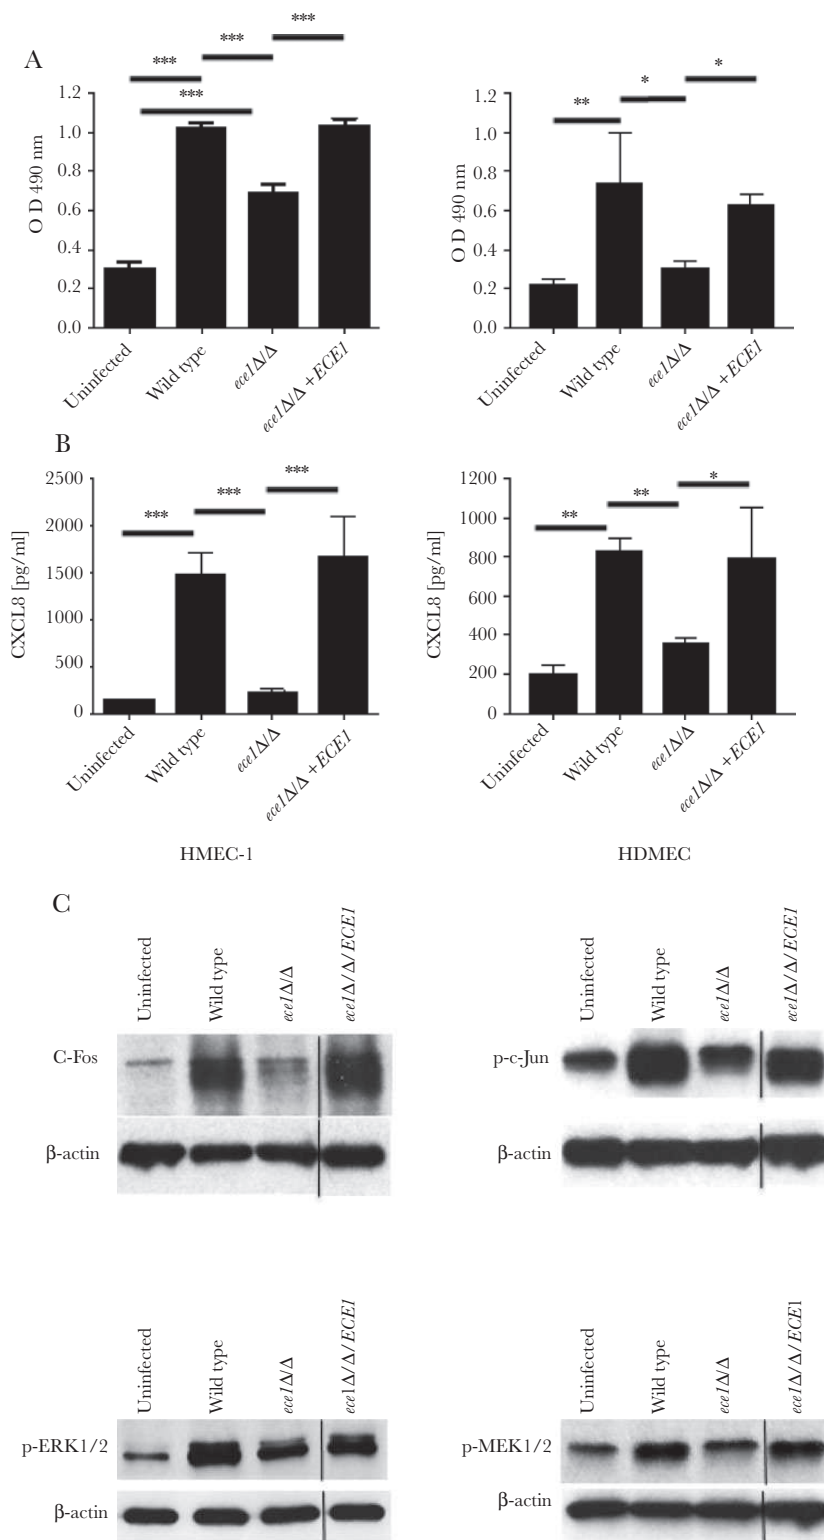 A
***
***
***
***
1.2
1.0
0.8
0.6
0.4
0.2
0.0
O D 490 nm
Uninfected
Wild type
ece1Δ/Δ
ece1Δ/Δ +ECE1
**
*
*
1.2
1.0
0.8
0.6
0.4
0.2
0.0
O D 490 nm
Uninfected
Wild type
ece1Δ/Δ
ece1Δ/Δ +ECE1
B
***
***
***
2500
2000
1500
1000
500
0
CXCL8 [pg/ml]
Uninfected
Wild type
ece1Δ/Δ
ece1Δ/Δ +ECE1
**
**
*
1200
1000
800
600
400
200
0
CXCL8 [pg/ml]
Uninfected
Wild type
ece1Δ/Δ
ece1Δ/Δ +ECE1
HMEC-1
HDMEC
C
Uninfected
Wild type
ece1Δ/Δ
ece1Δ/Δ/ECE1
C-Fos
β-actin
Uninfected
Wild type
ece1Δ/Δ
ece1Δ/Δ/ECE1
p-c-Jun
β-actin
Uninfected
Wild type
ece1Δ/Δ
ece1Δ/Δ/ECE1
p-ERK1/2
β-actin
Uninfected
Wild type
ece1Δ/Δ
ece1Δ/Δ/ECE1
p-MEK1/2
β-actin